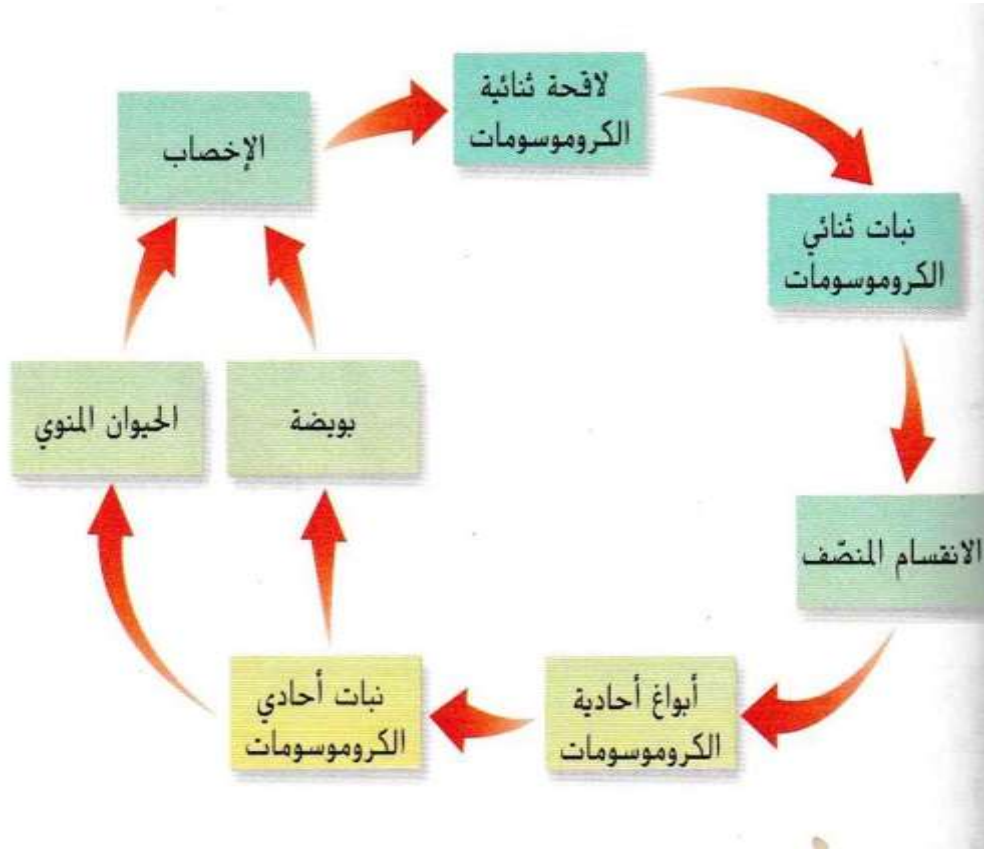 لاقحة ثنائية
الكروموسومات
الإخصاب
نبات ثنائي
الكروموسومات
الحيوان المنوي
بويضة
الانقسام المنصّف
نبات أحادي
الكروموسومات
أبواغ أحادية
الكروموسومات